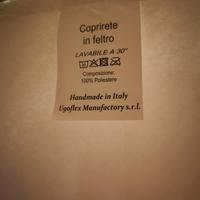 Coprirete
in feltro
LAVABILE A 30°
Composizione:
100% Poliestere
Handmade in Italy
Ugoflex Manufactory s.r.l.